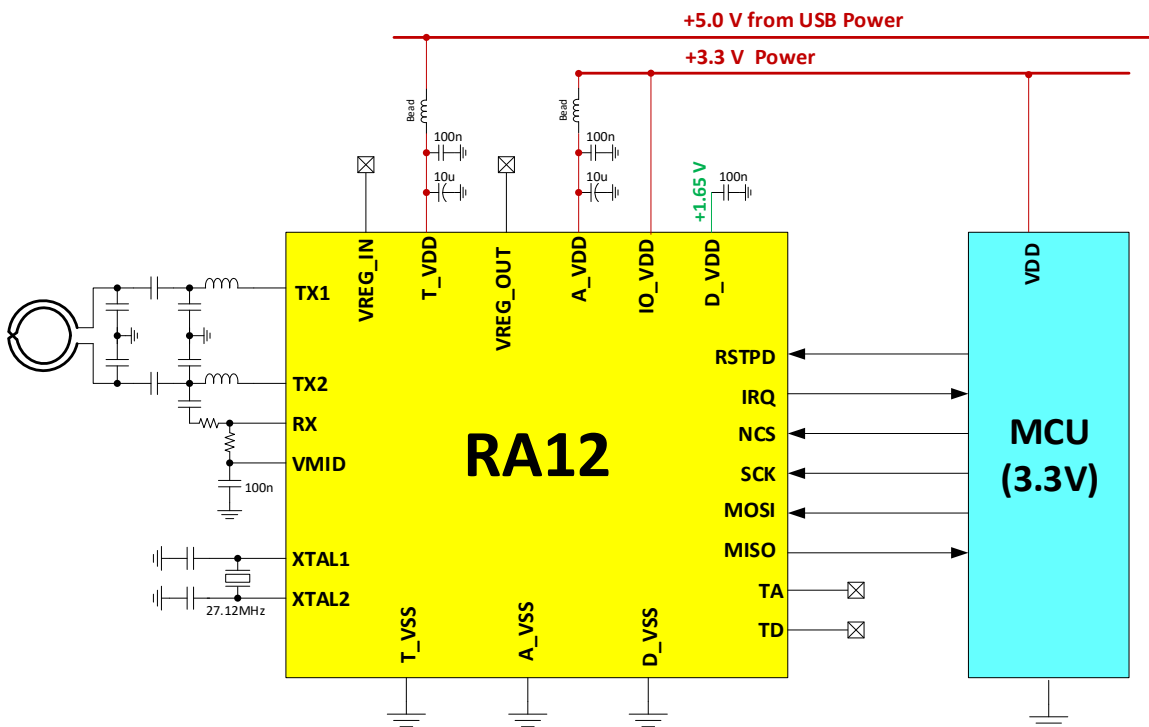 +5.0 V from USB Power
+3.3 V  Power
Bead
Bead
100n
100n
10u
10u
+1.65 V
100n
VREG_IN
T_VDD
VREG_OUT
A_VDD
IO_VDD
D_VDD
VDD
TX1
TX2
RX
VMID
100n
XTAL1
XTAL2
27.12MHz
RA12
RSTPD
IRQ
NCS
SCK
MOSI
MISO
TA
TD
MCU
(3.3V)
T_VSS
A_VSS
D_VSS